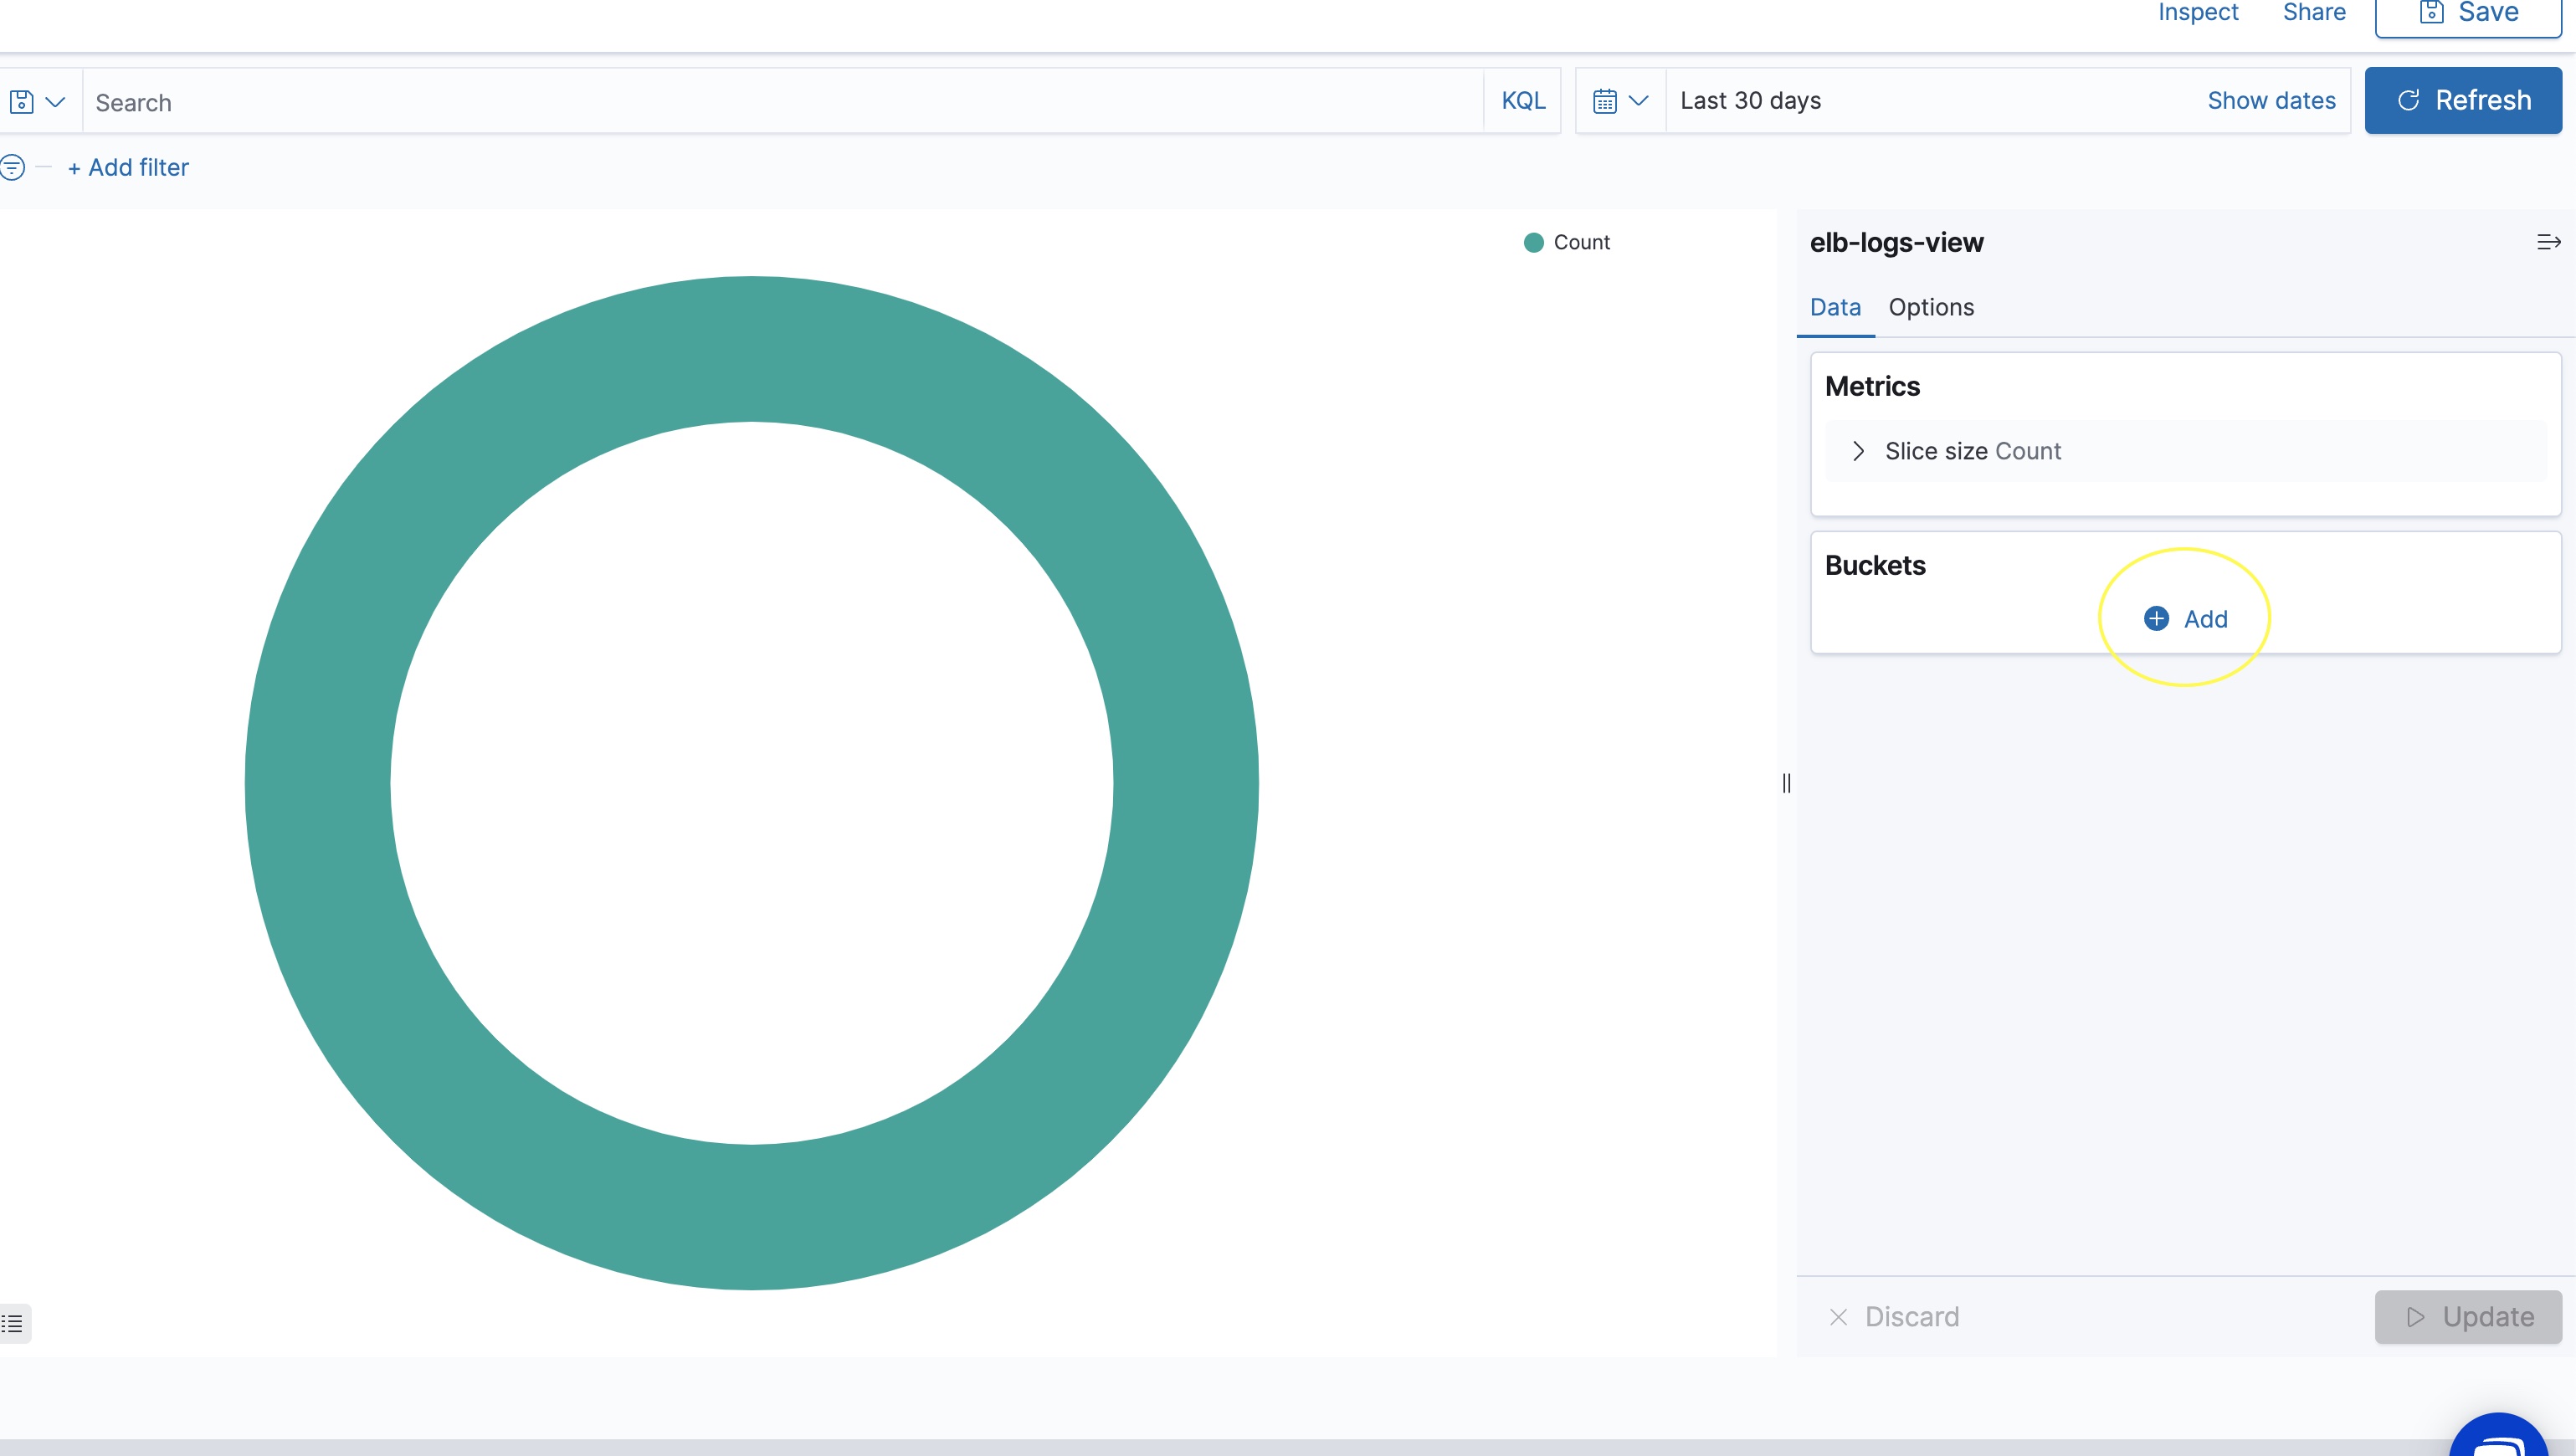 Inspect Share Save
Search KQL Last 30 days Show dates Refresh
+ Add filter
Count
elb-logs-view
Data Options
Metrics
Slice size Count
Buckets
Add
Discard Update